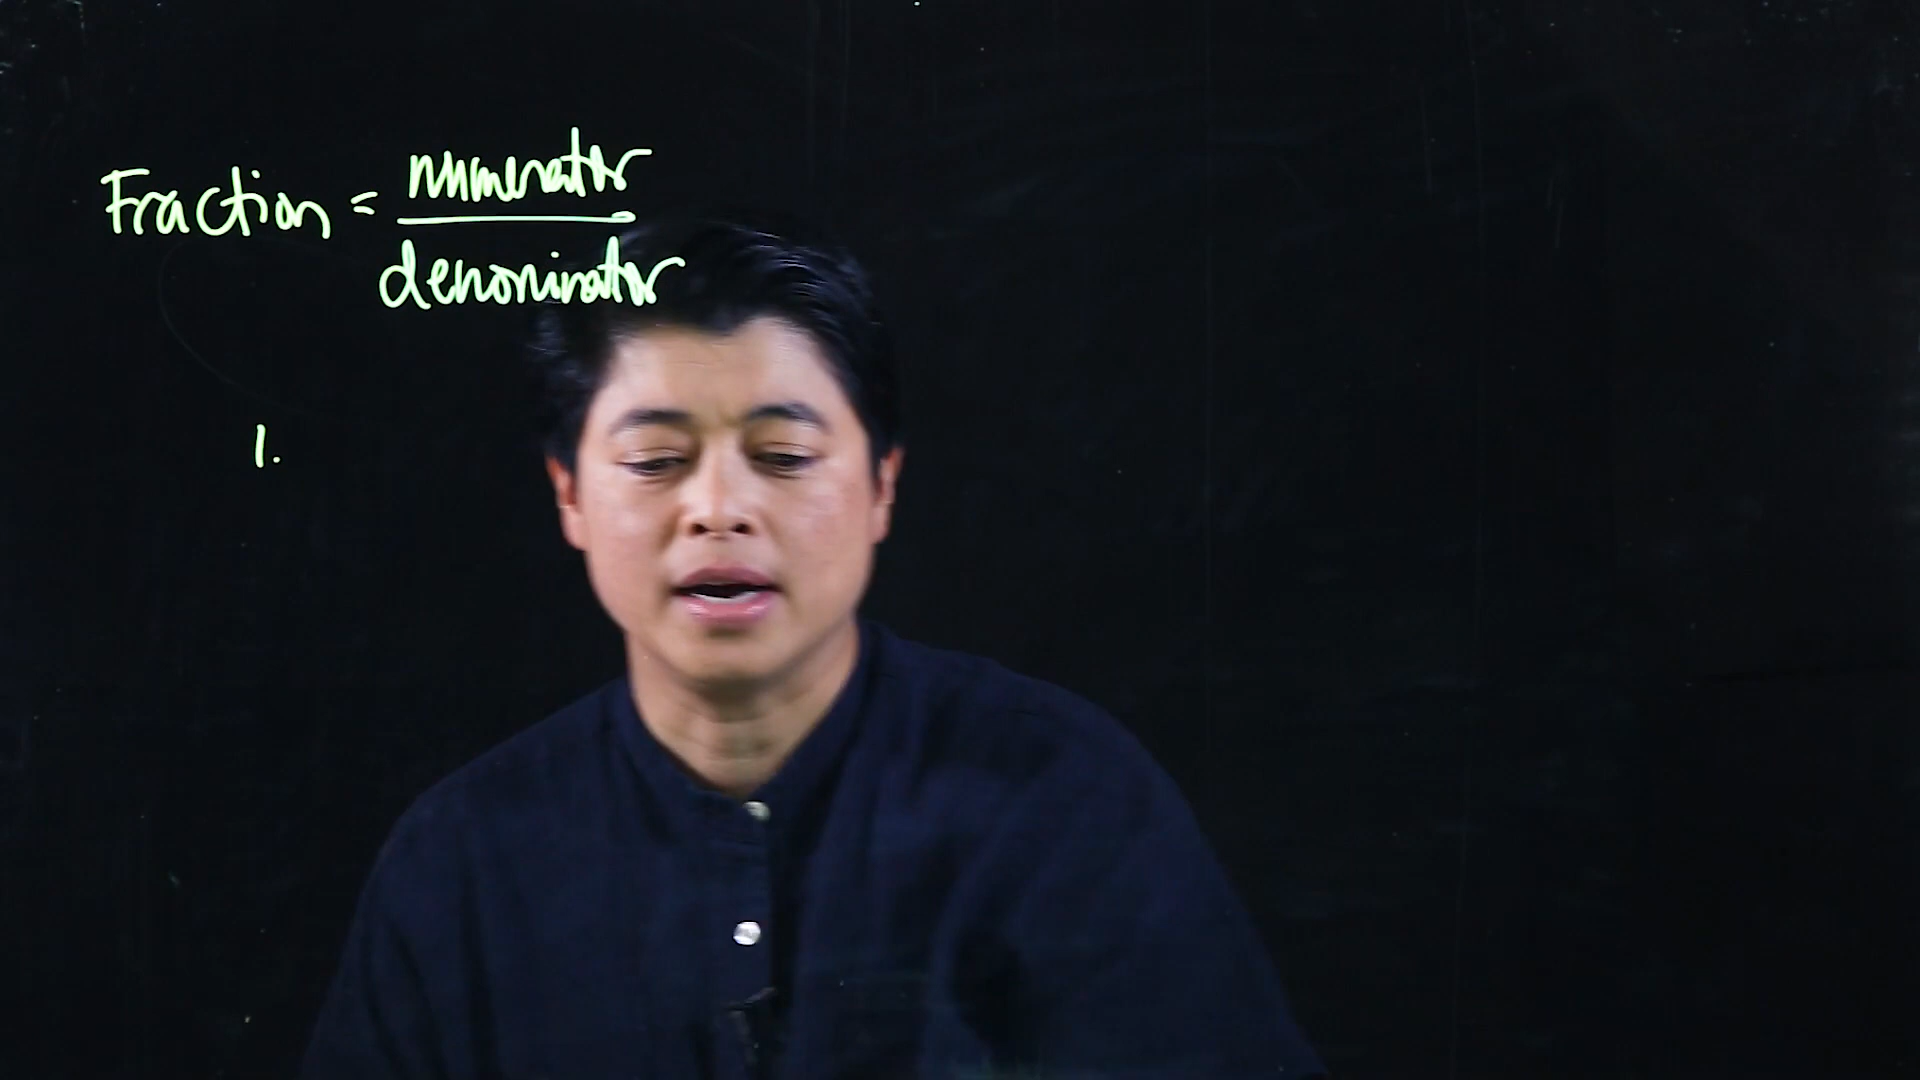 Fraction = numerator
denominator
1.